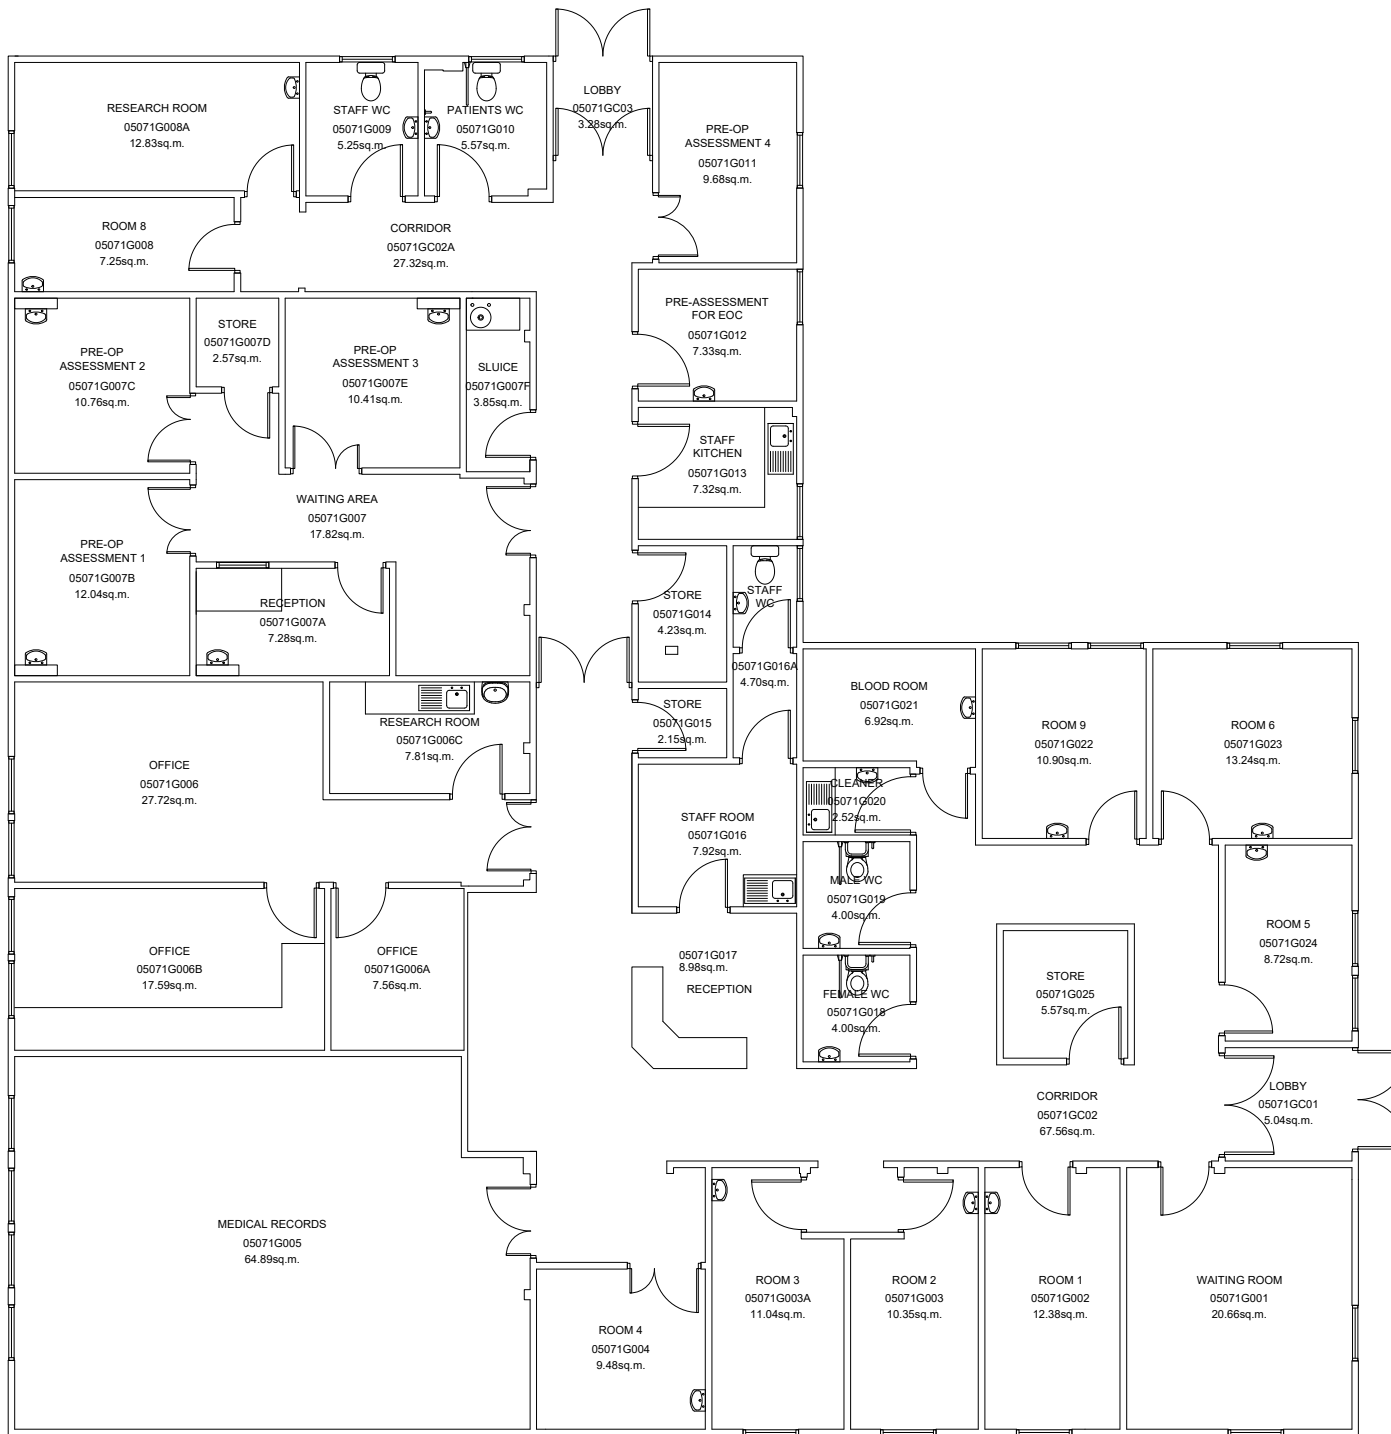 RESEARCH ROOM
05071G008A
12.83sq.m.
STAFF WC
05071G009
5.25sq.m.
PATIENTS WC
05071G010
5.57sq.m.
LOBBY
05071GC03
3.28sq.m.
PRE-OP
ASSESSMENT 4
05071G011
9.68sq.m.
ROOM 8
05071G008
7.25sq.m.
CORRIDOR
05071GC02A
27.32sq.m.
PRE-ASSESSMENT
FOR EOC
05071G012
7.33sq.m.
PRE-OP
ASSESSMENT 2
05071G007C
10.76sq.m.
STORE
05071G007D
2.57sq.m.
PRE-OP
ASSESSMENT 3
05071G007E
10.41sq.m.
SLUICE
05071G007F
3.85sq.m.
STAFF
KITCHEN
05071G013
7.32sq.m.
WAITING AREA
05071G007
17.82sq.m.
PRE-OP
ASSESSMENT 1
05071G007B
12.04sq.m.
RECEPTION
05071G007A
7.28sq.m.
STORE
05071G014
4.23sq.m.
STAFF
WC
05071G016A
4.70sq.m.
STORE
05071G015
2.15sq.m.
BLOOD ROOM
05071G021
6.92sq.m.
ROOM 9
05071G022
10.90sq.m.
ROOM 6
05071G023
13.24sq.m.
RESEARCH ROOM
05071G006C
7.81sq.m.
OFFICE
05071G006
27.72sq.m.
STAFF ROOM
05071G016
7.92sq.m.
CLEANER
05071G020
2.52sq.m.
MALE WC
05071G019
4.00sq.m.
OFFICE
05071G006B
17.59sq.m.
OFFICE
05071G006A
7.56sq.m.
05071G017
8.98sq.m.
RECEPTION
FEMALE WC
05071G018
4.00sq.m.
STORE
05071G025
5.57sq.m.
ROOM 5
05071G024
8.72sq.m.
CORRIDOR
05071GC02
67.56sq.m.
LOBBY
05071GC01
5.04sq.m.
MEDICAL RECORDS
05071G005
64.89sq.m.
ROOM 4
05071G004
9.48sq.m.
ROOM 3
05071G003A
11.04sq.m.
ROOM 2
05071G003
10.35sq.m.
ROOM 1
05071G002
12.38sq.m.
WAITING ROOM
05071G001
20.66sq.m.